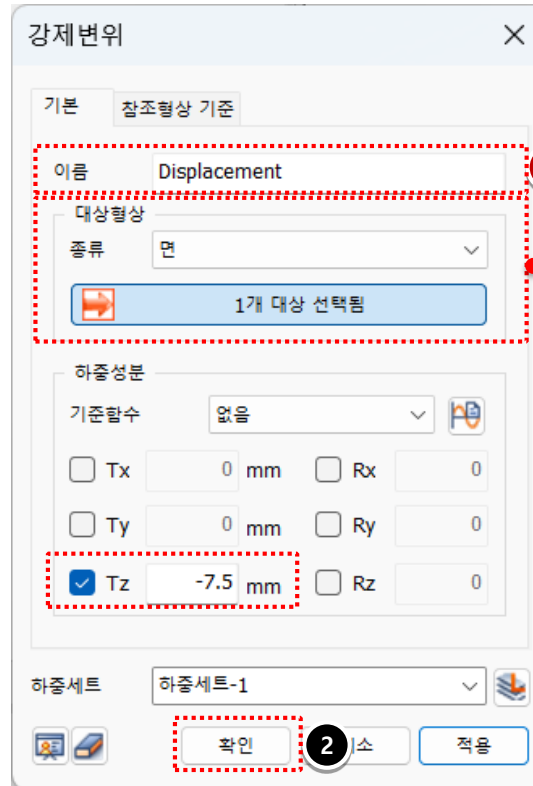 강제변위
기본 참조형상 기준
이름 Displacement
대상형상
종류 면
1개 대상 선택됨
하중성분
기준함수 없음
Tx 0 mm Rx 0
Ty 0 mm Ry 0
Tz -7.5 mm Rz 0
하중세트 하중세트-1
확인 2 소 적용